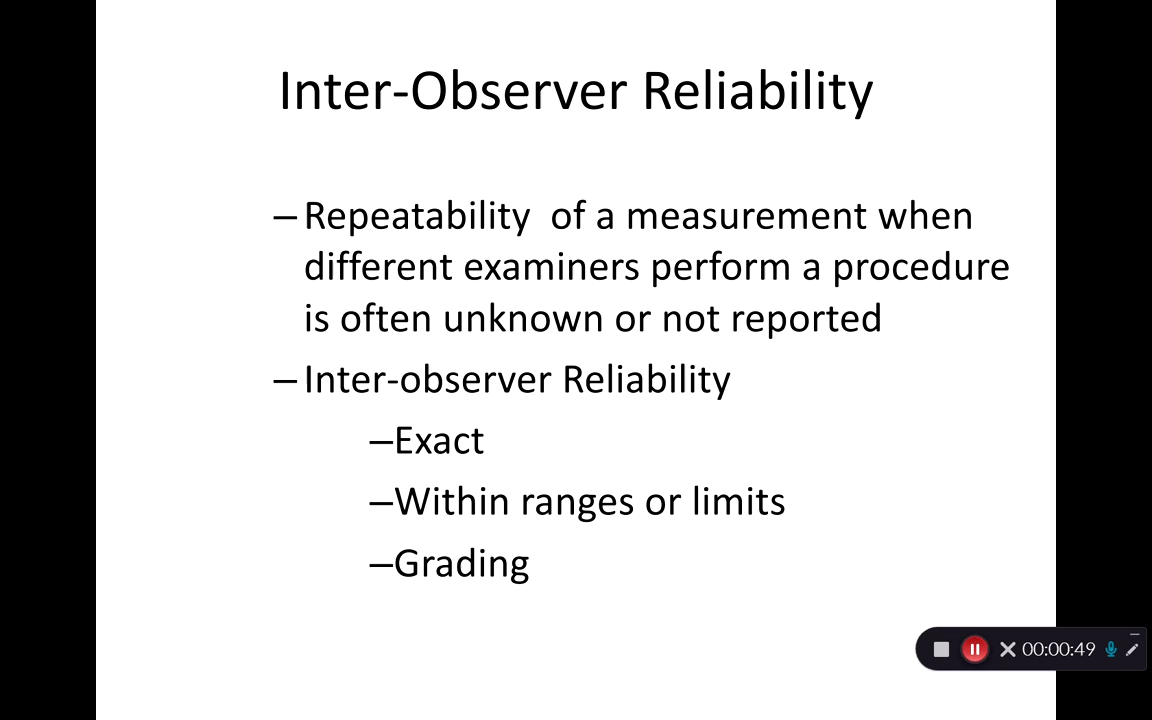 Inter-Observer Reliability
– Repeatability  of a measurement when
different examiners perform a procedure
is often unknown or not reported
– Inter-observer Reliability
–Exact
–Within ranges or limits
–Grading
00:00:49